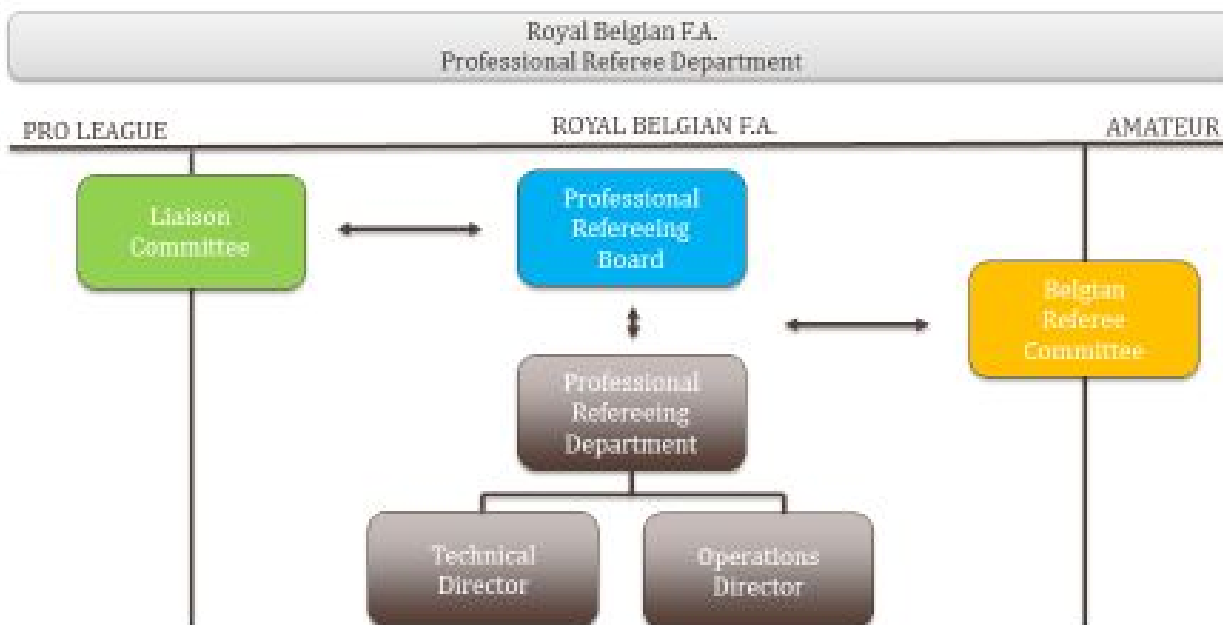 Royal Belgian F.A.
Professional Referee Department
PRO LEAGUE
ROYAL BELGIAN F.A.
AMATEUR
Liaison
Committee
Professional
Refereeing
Board
Belgian
Referee
Committee
Professional
Refereeing
Department
Technical
Director
Operations
Director